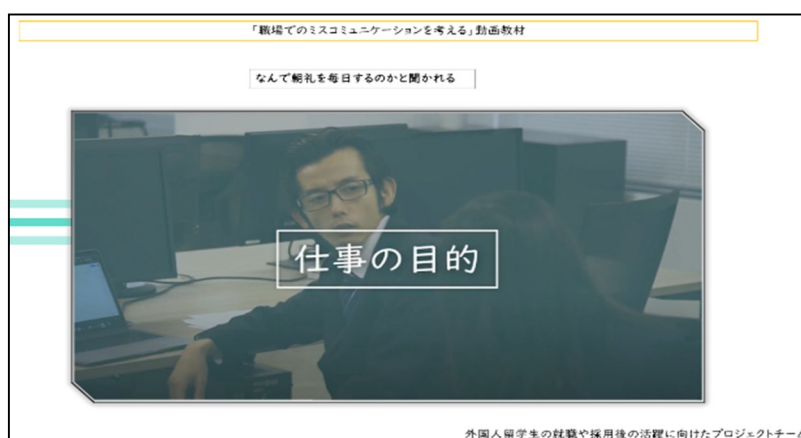 「職場でのミスコミュニケーションを考える」動画教材
なんで朝礼を毎日するのかと聞かれる
仕事の目的
外国人留学生の就職や採用後の活躍に向けたプロジェクトチーム